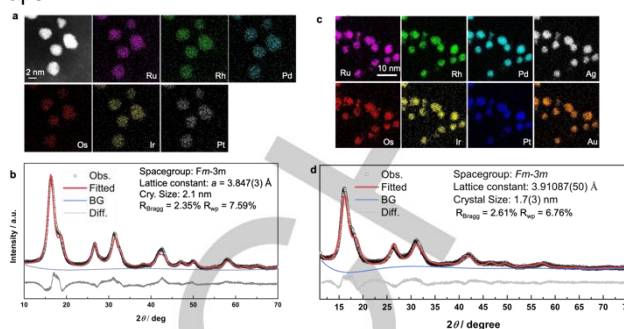 a
2 nm
Ru
Rh
Pd
Os
Ir
Pt
c
Ru
10 nm
Rh
Pd
Ag
Os
Ir
Pt
Au
b
Obs.
Fitted
BG
Diff.
Spacegroup: Fm-3m
Lattice constant: a = 3.847(3) Å
Cry. Size: 2.1 nm
RBragg = 2.35% Rwp = 7.59%
Intensity / a.u.
10 20 30 40 50 60 70
2θ / deg
d
Obs.
Fitted
BG
Diff.
Spacegroup: Fm-3m
Lattice constant: 3.91087(50) Å
Crystal Size: 1.7(3) nm
RBragg = 2.61% Rwp = 6.76%
15 20 25 30 35 40 45 50 55 60 65 70
2θ / degree